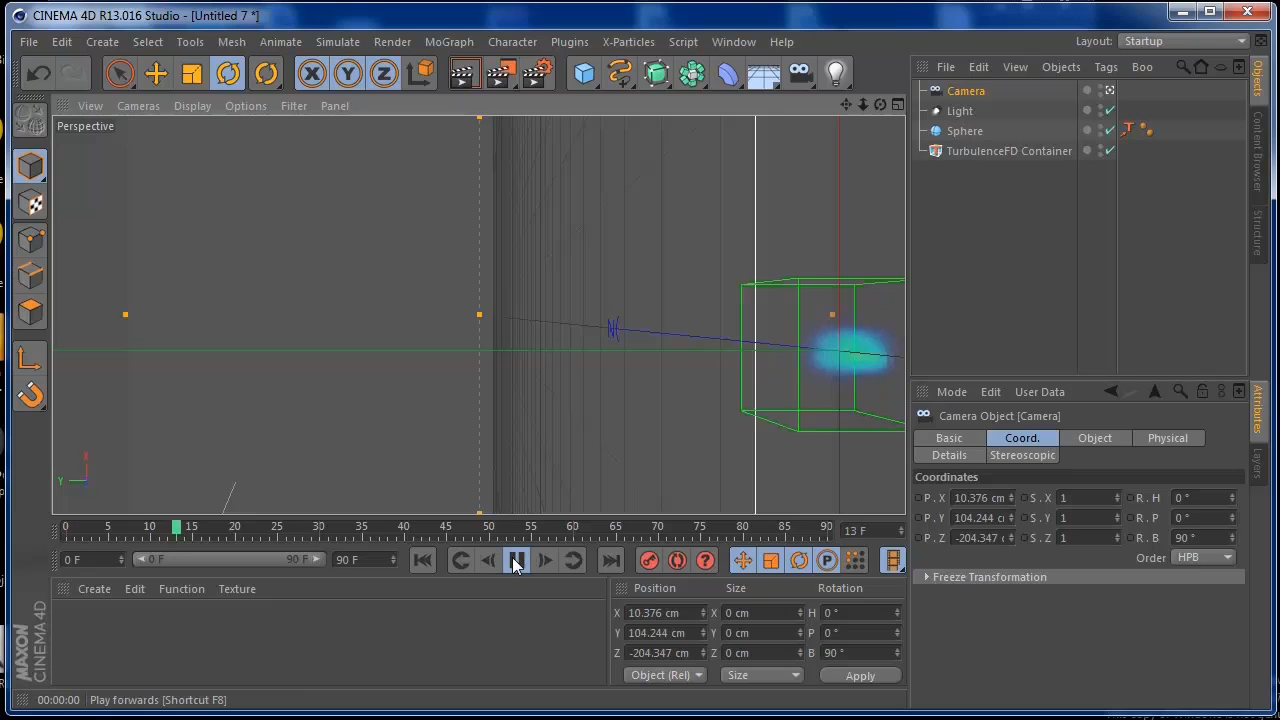 CINEMA 4D R13.016 Studio - [Untitled 7 *]
File Edit Create Select Tools Mesh Animate Simulate Render MoGraph Character Plugins X-Particles Script Window Help Layout: Startup
View Cameras Display Options Filter Panel
Perspective
File Edit View Objects Tags Boo
Camera
Light
Sphere
TurbulenceFD Container
Objects
Content Browser
Structure
Mode Edit User Data
Camera Object [Camera]
Basic Coord. Object Physical
Details Stereoscopic
Coordinates
P . X 10.376 cm S . X 1 R . H 0 °
P . Y 104.244 c S . Y 1 R . P 0 °
P . Z -204.347 S . Z 1 R . B 90 °
Order HPB
Freeze Transformation
Attributes
Layers
X Y Z
Y
0 5 10 15 20 25 30 35 40 45 50 55 60 65 70 75 80 85 90 13 F
0 F 0 F 90 F 90 F
P
Create Edit Function Texture
Position Size Rotation
X 10.376 cm X 0 cm H 0 °
Y 104.244 cm Y 0 cm P 0 °
Z -204.347 cm Z 0 cm B 90 °
Object (Rel) Size Apply
MAXON
CINEMA 4D
00:00:00 Play forwards [Shortcut F8]